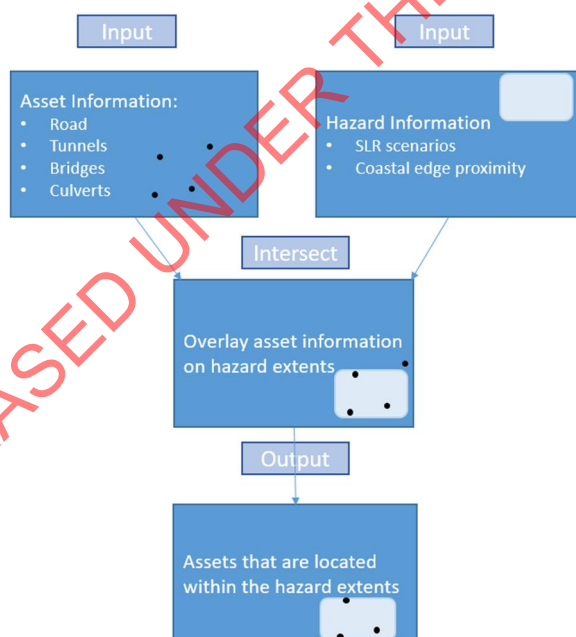 Input
Input
Asset Information:
• Road
• Tunnels
• Bridges
• Culverts
Hazard Information
• SLR scenarios
• Coastal edge proximity
Intersect
Overlay asset information
on hazard extents
Output
Assets that are located
within the hazard extents
ASED UNDER TH